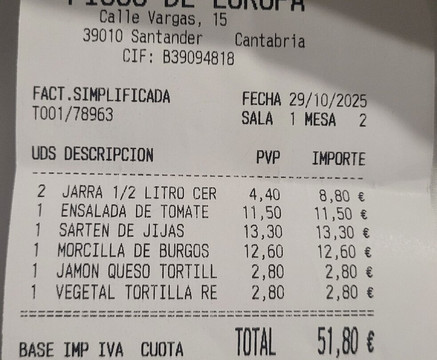 PICOS DE EUROPA
Calle Vargas, 15
39010 Santander Cantabria
CIF: B39094818
FACT.SIMPLIFICADA FECHA 29/10/2025
T001/78963 SALA 1 MESA 2
UDS DESCRIPCION PVP IMPORTE
2 JARRA 1/2 LITRO CER 4,40 8,80 €
1 ENSALADA DE TOMATE 11,50 11,50 €
1 SARTEN DE JIJAS 13,30 13,30 €
1 MORCILLA DE BURGOS 12,60 12,60 €
1 JAMON QUESO TORTILL 2,80 2,80 €
1 VEGETAL TORTILLA RE 2,80 2,80 €
TOTAL 51,80 €
BASE IMP IVA CUOTA